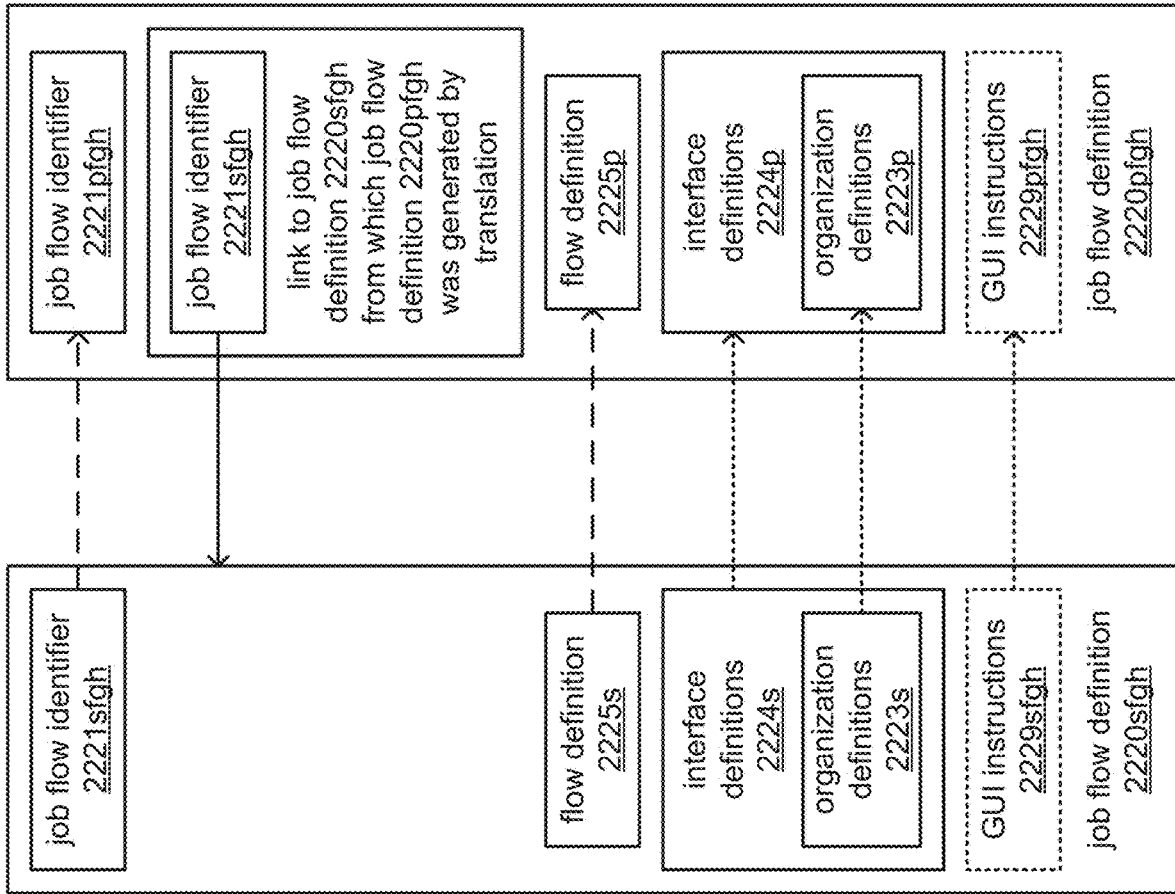 job flow identifier
2221sfgh
flow definition
2225s
interface
definitions
2224s
organization
definitions
2223s
GUI instructions
2229sfgh
job flow definition
2220sfgh
job flow identifier
2221pfgh
job flow identifier
2221sfgh
link to job flow
definition 2220sfgh
from which job flow
definition 2220pfgh
was generated by
translation
flow definition
2225p
interface
definitions
2224p
organization
definitions
2223p
GUI instructions
2229pfgh
job flow definition
2220pfgh